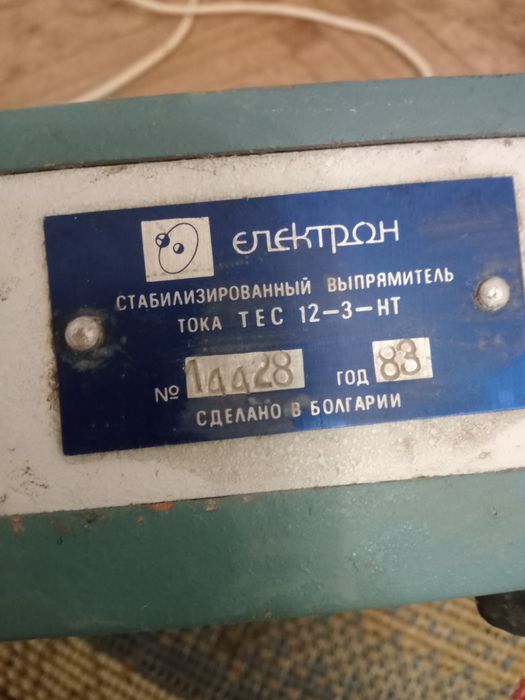 ЕЛЕКТРОН
СТАБИЛИЗИРОВАННЫЙ ВЫПРЯМИТЕЛЬ
ТОКА ТЕС 12-3-НТ
№ 14428 ГОД 83
СДЕЛАНО В БОЛГАРИИ